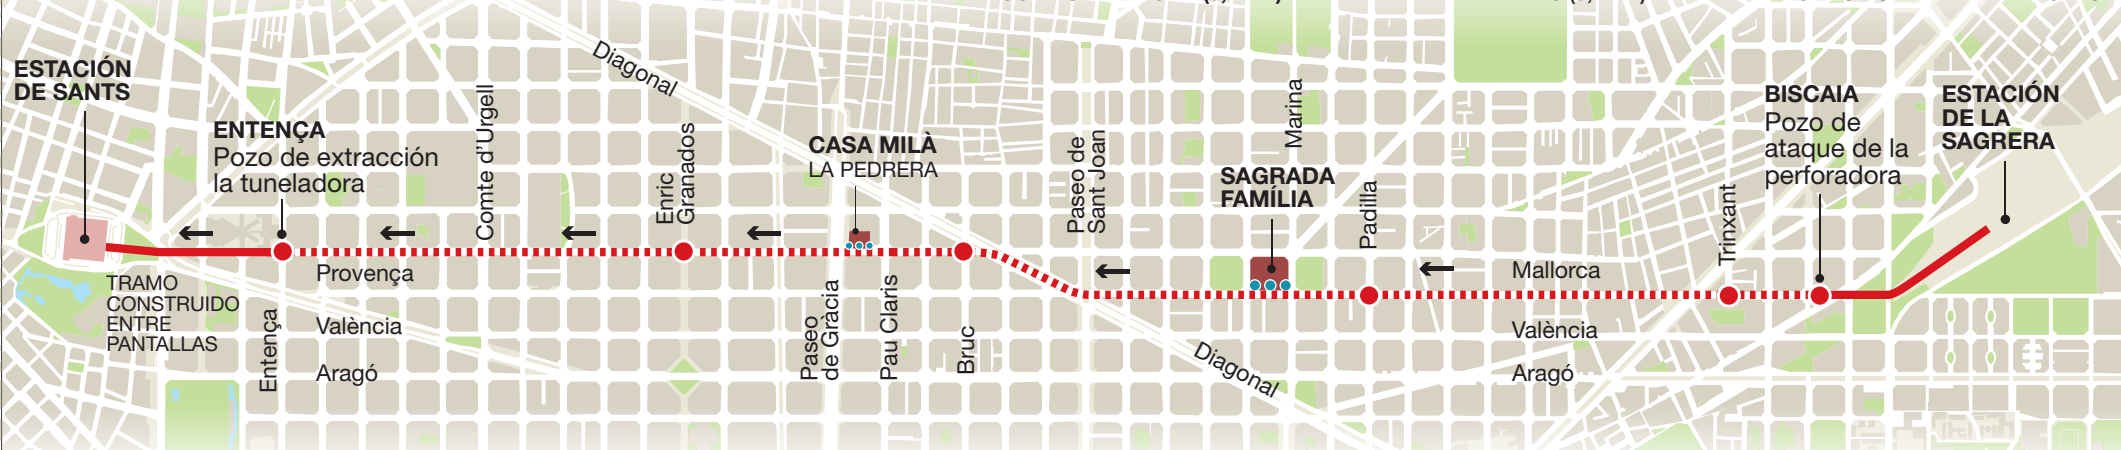 ESTACIÓN
DE SANTS
ENTENÇA
Pozo de extracción
la tuneladora
TRAMO
CONSTRUIDO
ENTRE
PANTALLAS
Entença
Provença
València
Aragó
Comte d'Urgell
Diagonal
Enric
Granados
CASA MILÀ
LA PEDRERA
Paseo
de Gràcia
Pau Claris
Bruc
Paseo de
Sant Joan
Diagonal
SAGRADA
FAMÍLIA
Marina
Padilla
Mallorca
València
Aragó
Trinxant
BISCAIA
Pozo de
ataque de la
perforadora
ESTACIÓN
DE LA
SAGRERA